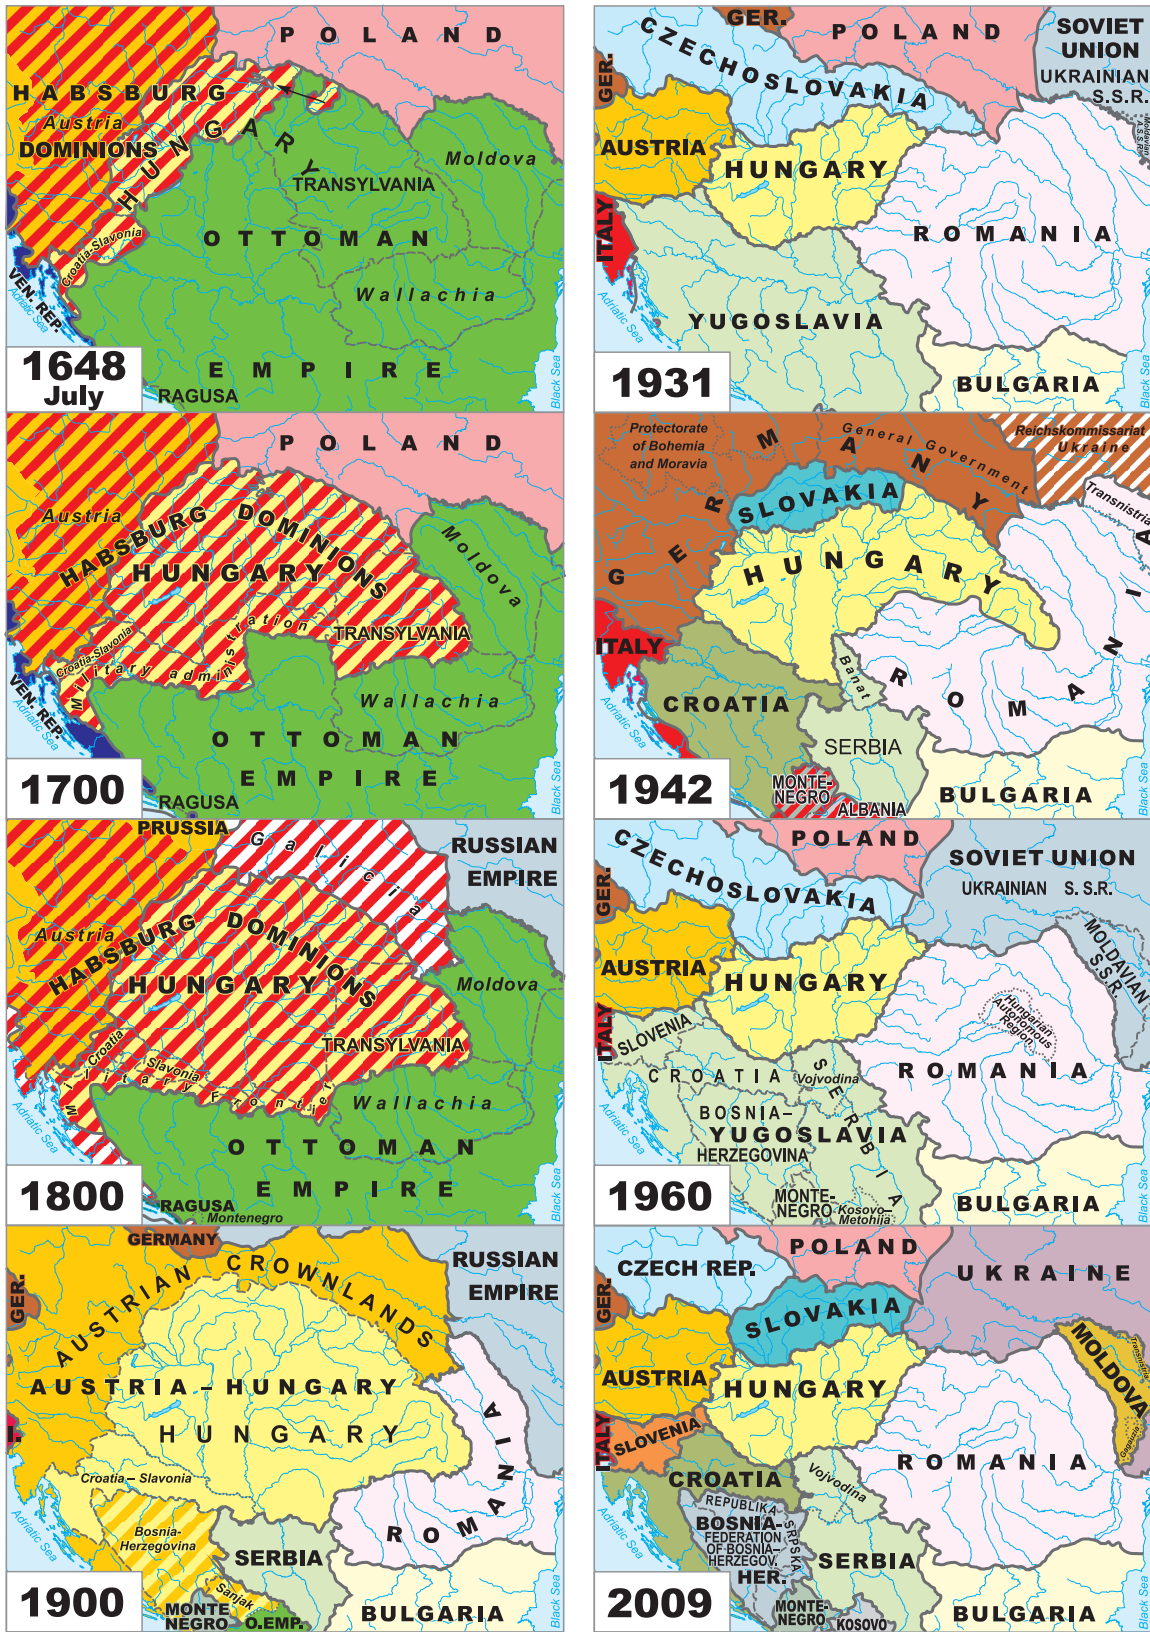 POLAND
HABSBURG
Austria
DOMINIONS
HUNGARY
Moldova
TRANSYLVANIA
OTTOMAN
Croatia-Slavonia
VEN. REP.
Adriatic Sea
Wallachia
EMPIRE
RAGUSA
Black Sea
1648
July
POLAND
Austria
HABSBURG DOMINIONS
HUNGARY
Moldova
TRANSYLVANIA
Croatia-Slavonia
Military administration
VEN. REP.
Adriatic Sea
Wallachia
OTTOMAN
EMPIRE
RAGUSA
Black Sea
1700
PRUSSIA
Galicia
RUSSIAN
EMPIRE
Austria
HABSBURG DOMINIONS
HUNGARY
Moldova
TRANSYLVANIA
Croatia
Slavonia
Military Frontier
Adriatic Sea
Wallachia
OTTOMAN
EMPIRE
RAGUSA
Montenegro
Black Sea
1800
GERMANY
GER.
RUSSIAN
EMPIRE
AUSTRIAN CROWNLANDS
AUSTRIA–HUNGARY
HUNGARY
I.
Croatia – Slavonia
ROMANIA
Adriatic Sea
Bosnia-
Herzegovina
SERBIA
Sanjak
MONTE
NEGRO
O.EMP.
BULGARIA
Black Sea
1900
GER.
POLAND
SOVIET
UNION
UKRAINIAN
S.S.R.
Moldavian
A.S.S.R.
GER.
CZECHOSLOVAKIA
AUSTRIA
HUNGARY
ITALY
ROMANIA
Adriatic Sea
YUGOSLAVIA
BULGARIA
Black Sea
1931
Protectorate
of Bohemia
and Moravia
GERMANY
General Government
Reichskommissariat
Ukraine
Transnistria
SLOVAKIA
HUNGARY
ITALY
Banat
ROMANIA
CROATIA
SERBIA
Adriatic Sea
MONTE-
NEGRO
ALBANIA
BULGARIA
Black Sea
1942
POLAND
CZECHOSLOVAKIA
SOVIET UNION
UKRAINIAN S. S. R.
GER.
MOLDAVIAN
S.S.R.
AUSTRIA
HUNGARY
Hungarian
Autonomous
Region
ITALY
SLOVENIA
CROATIA
Vojvodina
SERBIA
ROMANIA
BOSNIA–
YUGOSLAVIA
HERZEGOVINA
Adriatic Sea
MONTE-
NEGRO
Kosovo–
Metohija
BULGARIA
Black Sea
1960
POLAND
CZECH REP.
UKRAINE
GER.
SLOVAKIA
MOLDOVA
Transnistria
Gagauzia
AUSTRIA
HUNGARY
ITALY
SLOVENIA
CROATIA
Vojvodina
ROMANIA
REPUBLIKA
SRPSKA
BOSNIA-
FEDERATION
OF BOSNIA–
HERZEGOV.
HER.
SERBIA
Adriatic Sea
MONTE-
NEGRO
KOSOVO
BULGARIA
Black Sea
2009